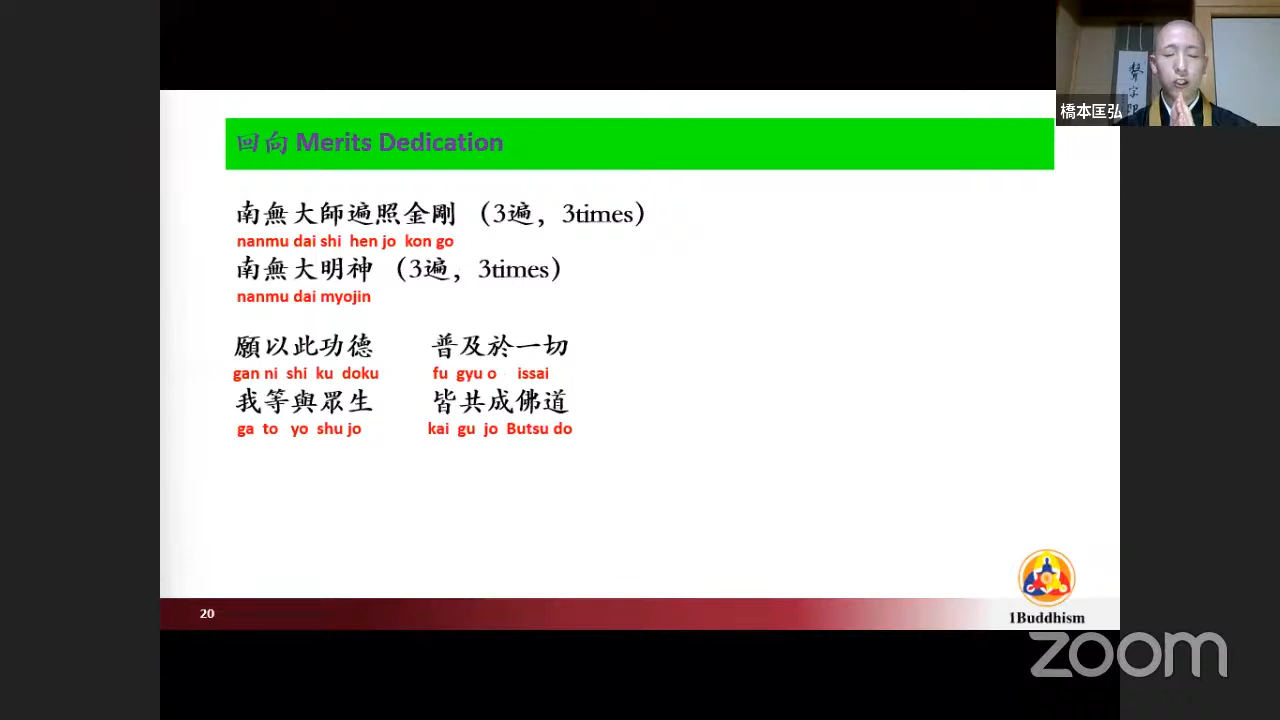 橋本匡弘
回向 Merits Dedication
南無大師遍照金剛 （3遍，3times）
nanmu dai shi hen jo kon go
南無大明神 （3遍，3times）
nanmu dai myojin
願以此功德 普及於一切
gan ni shi ku doku fu gyu o issai
我等與眾生 皆共成佛道
ga to yo shu jo kai gu jo Butsu do
20
1Buddhism
zoom